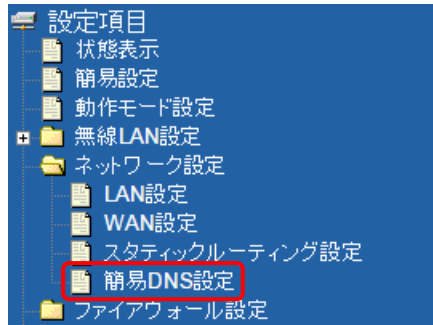 設定項目
状態表示
簡易設定
動作モード設定
無線LAN設定
ネットワーク設定
LAN設定
WAN設定
スタティックルーティング設定
簡易DNS設定
ファイアウォール設定